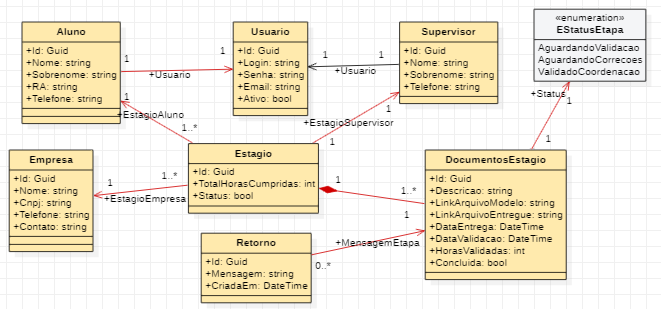 Aluno
+Id: Guid
+Nome: string
+Sobrenome: string
+RA: string
+Telefone: string
1
+Usuario
1
Usuario
+Id: Guid
+Login: string
+Senha: string
+Email: string
+Ativo: bool
1
+Usuario
1
Supervisor
+Id: Guid
+Nome: string
+Sobrenome: string
+Telefone: string
«enumeration»
EStatusEtapa
AguardandoValidacao
AguardandoCorrecoes
ValidadoCoordenacao
+Status
1
1
1
+EstagioAluno
1..*
1
+EstagioSupervisor
1
Empresa
+Id: Guid
+Nome: string
+Cnpj: string
+Telefone: string
+Contato: string
1
1..*
+EstagioEmpresa
Estagio
+Id: Guid
+TotalHorasCumpridas: int
+Status: bool
1
1..*
DocumentosEstagio
+Id: Guid
+Descricao: string
+LinkArquivoModelo: string
+LinkArquivoEntregue: string
+DataEntrega: DateTime
+DataValidacao: DateTime
+HorasValidadas: int
+Concluida: bool
1
+MensagemEtapa
0..*
Retorno
+Id: Guid
+Mensagem: string
+CriadaEm: DateTime